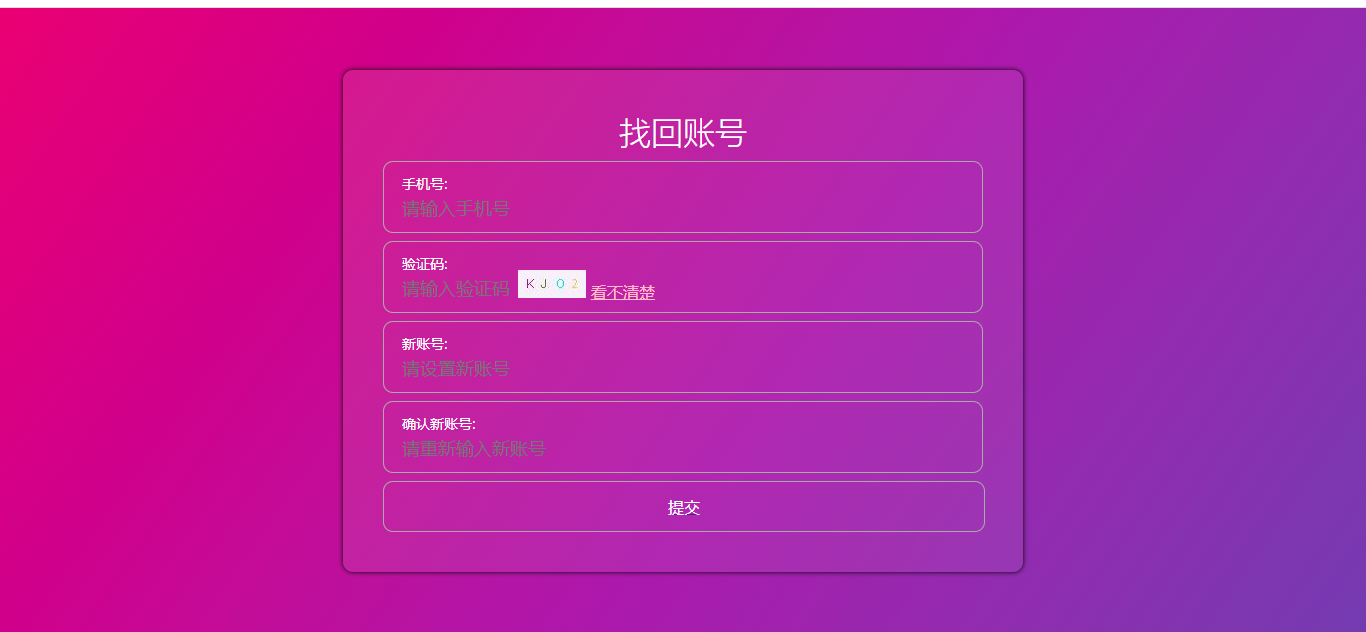 找回账号
手机号:
请输入手机号
验证码:
请输入验证码 K J O 2 看不清楚
新账号:
请设置新账号
确认新账号:
请重新输入新账号
提交